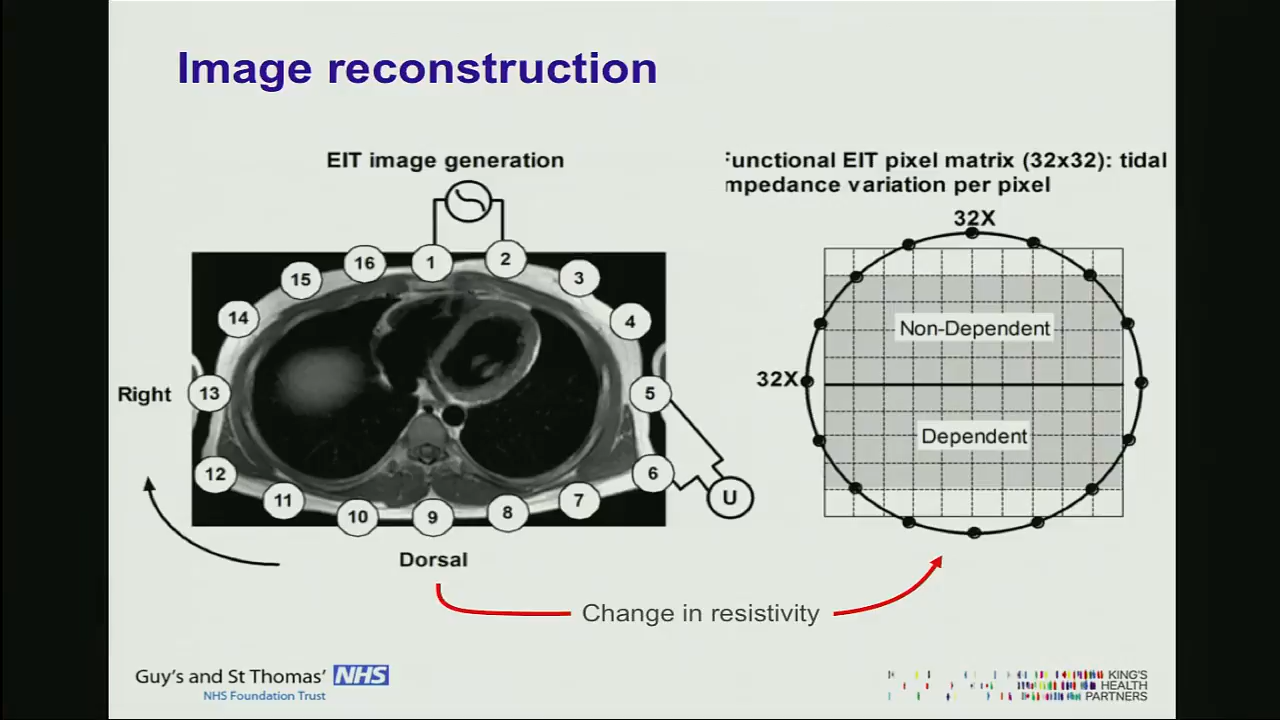 Image reconstruction
EIT image generation
Functional EIT pixel matrix (32x32): tidal
mpedance variation per pixel
32X
1
2
3
4
5
6
7
8
9
10
11
12
13
14
15
16
Right
U
Dorsal
32X
Non-Dependent
Dependent
Change in resistivity
Guy's and St Thomas' NHS
NHS Foundation Trust
KING'S
HEALTH
PARTNERS